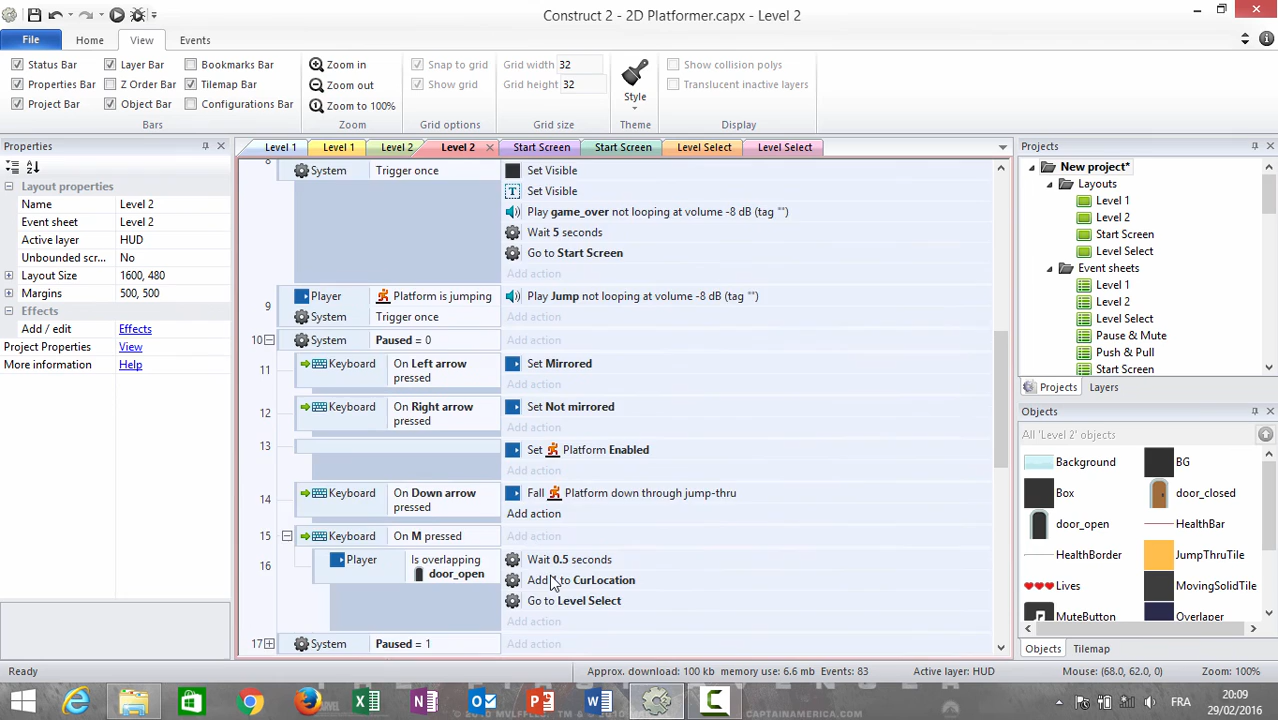 Construct 2 - 2D Platformer.capx - Level 2
File Home View Events
Status Bar Layer Bar Bookmarks Bar Zoom in Snap to grid Grid width 32 Show collision polys
Properties Bar Z Order Bar Tilemap Bar Zoom out Show grid Grid height 32 Translucent inactive layers
Project Bar Object Bar Configurations Bar Zoom to 100% Style
Bars Zoom Grid options Grid size Theme Display
Properties
Level 1 Level 1 Level 2 Level 2 Start Screen Start Screen Level Select Level Select
Projects
Layout properties
Name Level 2
Event sheet Level 2
Active layer HUD
Unbounded scr... No
Layout Size 1600, 480
Margins 500, 500
Effects
Add / edit Effects
Project Properties View
More information Help
8 System Trigger once Set Visible
T Set Visible
Play game_over not looping at volume -8 dB (tag "")
Wait 5 seconds
Go to Start Screen
Add action
9 Player Platform is jumping Play Jump not looping at volume -8 dB (tag "")
System Trigger once Add action
10 System Paused = 0 Add action
11 Keyboard On Left arrow pressed Set Mirrored
Add action
12 Keyboard On Right arrow pressed Set Not mirrored
Add action
13 Set Platform Enabled
Add action
14 Keyboard On Down arrow pressed Fall Platform down through jump-thru
Add action
15 Keyboard On M pressed Add action
16 Player Is overlapping door_open Wait 0.5 seconds
Add to CurLocation
Go to Level Select
Add action
17 System Paused = 1 Add action
New project*
Layouts
Level 1
Level 2
Start Screen
Level Select
Event sheets
Level 1
Level 2
Level Select
Pause & Mute
Push & Pull
Start Screen
Projects Layers
Objects
All 'Level 2' objects
Background BG
Box door_closed
door_open HealthBar
HealthBorder JumpThruTile
Lives MovingSolidTile
MuteButton Overlaper
Objects Tilemap
Ready Approx. download: 100 kb memory use: 6.6 mb Events: 83 Active layer: HUD Mouse: (68.0, 62.0, 0) Zoom: 100%
FRA 20:09
29/02/2016
CAPTAINAMERICA.COM